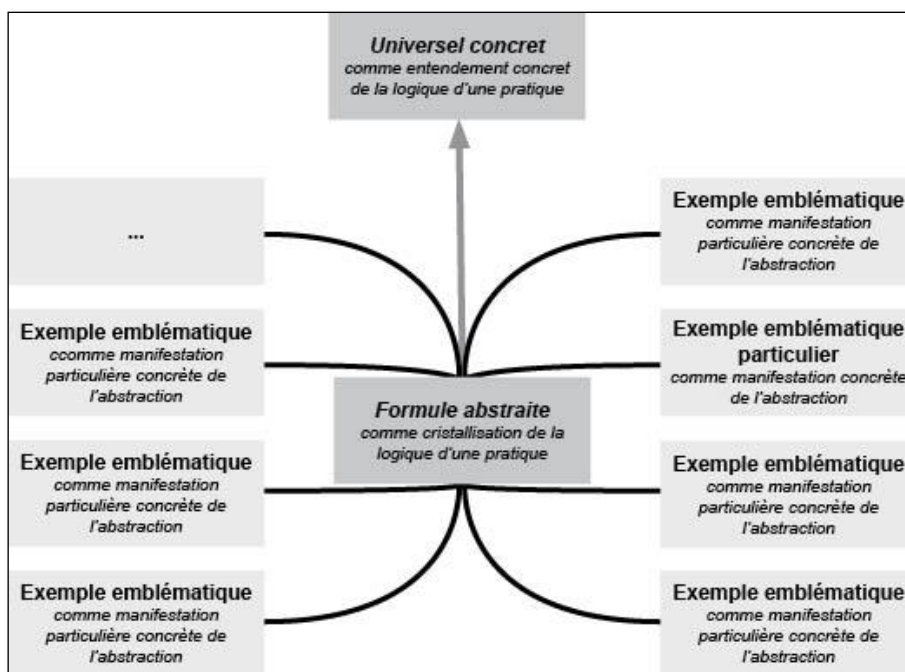 Universel concret
comme entendement concret
de la logique d'une pratique
...
Exemple emblématique
comme manifestation
particulière concrète de
l'abstraction
Exemple emblématique
ccomme manifestation
particulière concrète de
l'abstraction
Exemple emblématique
particulier
comme manifestation concrète
de l'abstraction
Formule abstraite
comme cristallisation de la
logique d'une pratique
Exemple emblématique
comme manifestation
particulière concrète de
l'abstraction
Exemple emblématique
comme manifestation
particulière concrète de
l'abstraction
Exemple emblématique
comme manifestation
particulière concrète de
l'abstraction
Exemple emblématique
comme manifestation
particulière concrète de
l'abstraction